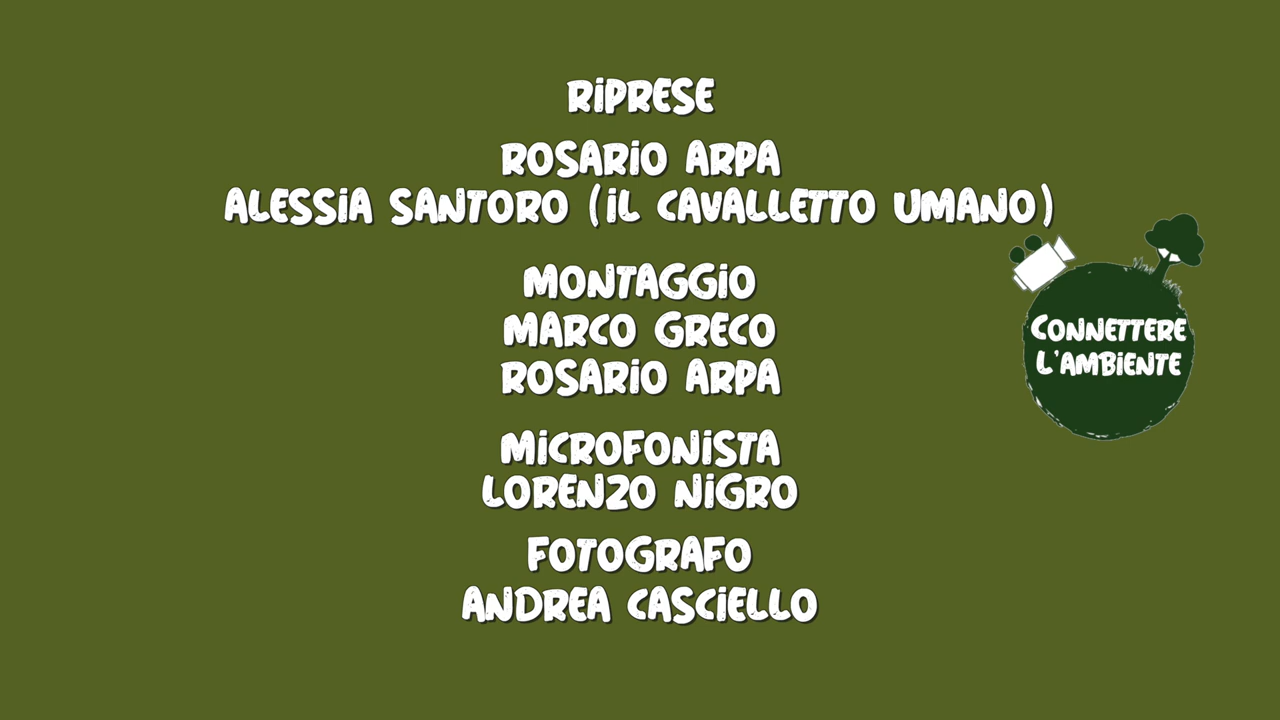 RiPRESE
ROSARiO ARPA
ALESSiA SANTORO (iL CAVALLETTO UMANO)
MONTAGGiO
MARCO GRECO
ROSARiO ARPA
MiCROFONiSTA
LORENZO NiGRO
FOTOGRAFO
ANDREA CASCiELLO
CONNETTERE
L'AMBiENTE